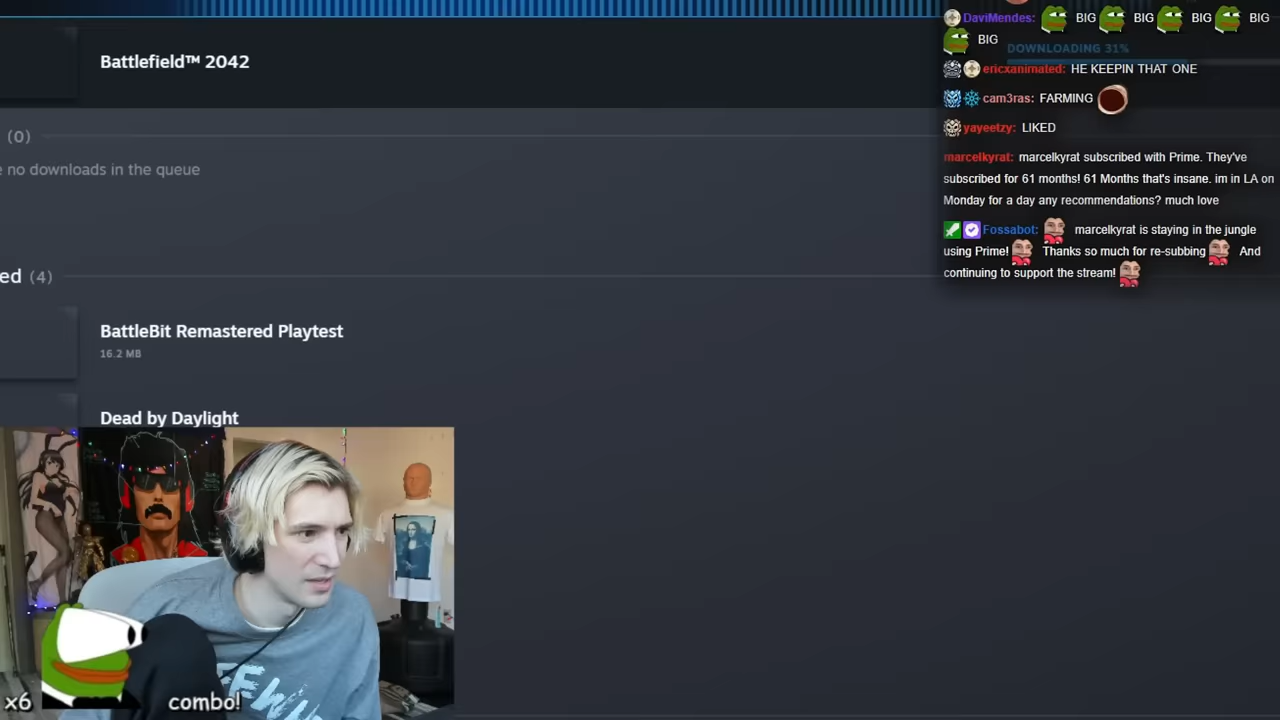 Battlefield™ 2042
(0)
e no downloads in the queue
ed (4)
BattleBit Remastered Playtest
16.2 MB
Dead by Daylight
DaviMendes: BIG BIG BIG BIG
BIG
DOWNLOADING 31%
ericxanimated: HE KEEPIN THAT ONE
cam3ras: FARMING
yayeetzy: LIKED
marcelkyrat: marcelkyrat subscribed with Prime. They've
subscribed for 61 months! 61 Months that's insane. im in LA on
Monday for a day any recommendations? much love
Fossabot: marcelkyrat is staying in the jungle
using Prime! Thanks so much for re-subbing And
continuing to support the stream!
x6 combo!